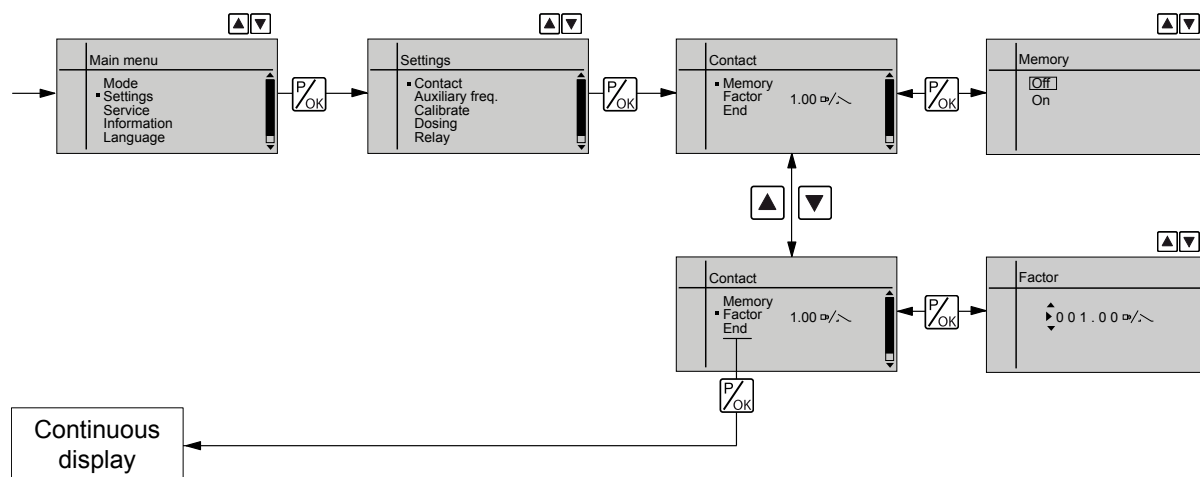 Main menu
Mode
Settings
Service
Information
Language
P/OK
Settings
Contact
Auxiliary freq.
Calibrate
Dosing
Relay
P/OK
Contact
Memory
Factor 1.00
End
P/OK
Memory
Off
On
Contact
Memory
Factor 1.00
End
P/OK
Factor
001.00
P/OK
Continuous
display